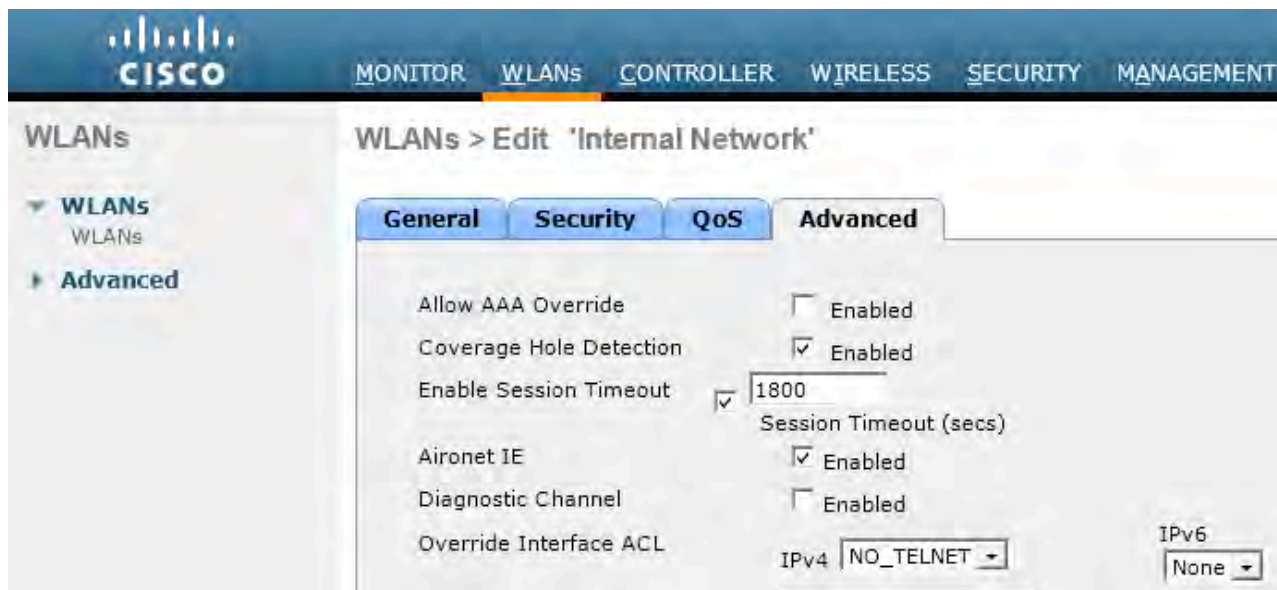 CISCO
MONITOR WLANs CONTROLLER WIRELESS SECURITY MANAGEMENT
WLANs
WLANs > Edit 'Internal Network'
WLANs
WLANs
Advanced
General Security QoS Advanced
Allow AAA Override Enabled
Coverage Hole Detection Enabled
Enable Session Timeout 1800
Session Timeout (secs)
Aironet IE Enabled
Diagnostic Channel Enabled
Override Interface ACL IPv4 NO_TELNET IPv6 None